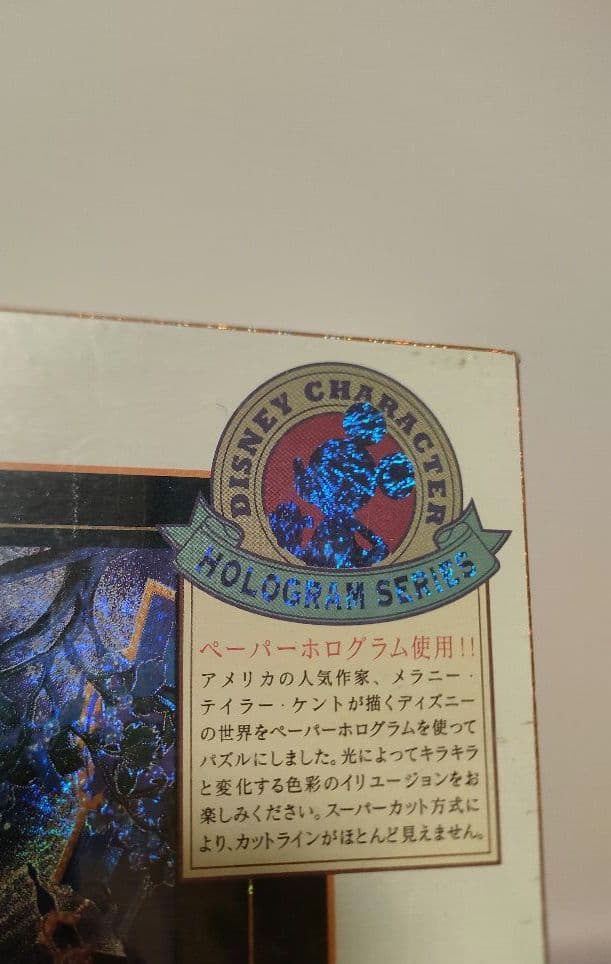 DISNEY CHARACTER
HOLOGRAM SERIES
ペーパーホログラム使用!!
アメリカの人気作家、メラニー・
テイラー・ケントが描くディズニー
の世界をペーパーホログラムを使って
パズルにしました。光によってキラキラ
と変化する色彩のイリュージョンをお
楽しみください。スーパーカット方式に
より、カットラインがほとんど見えません。